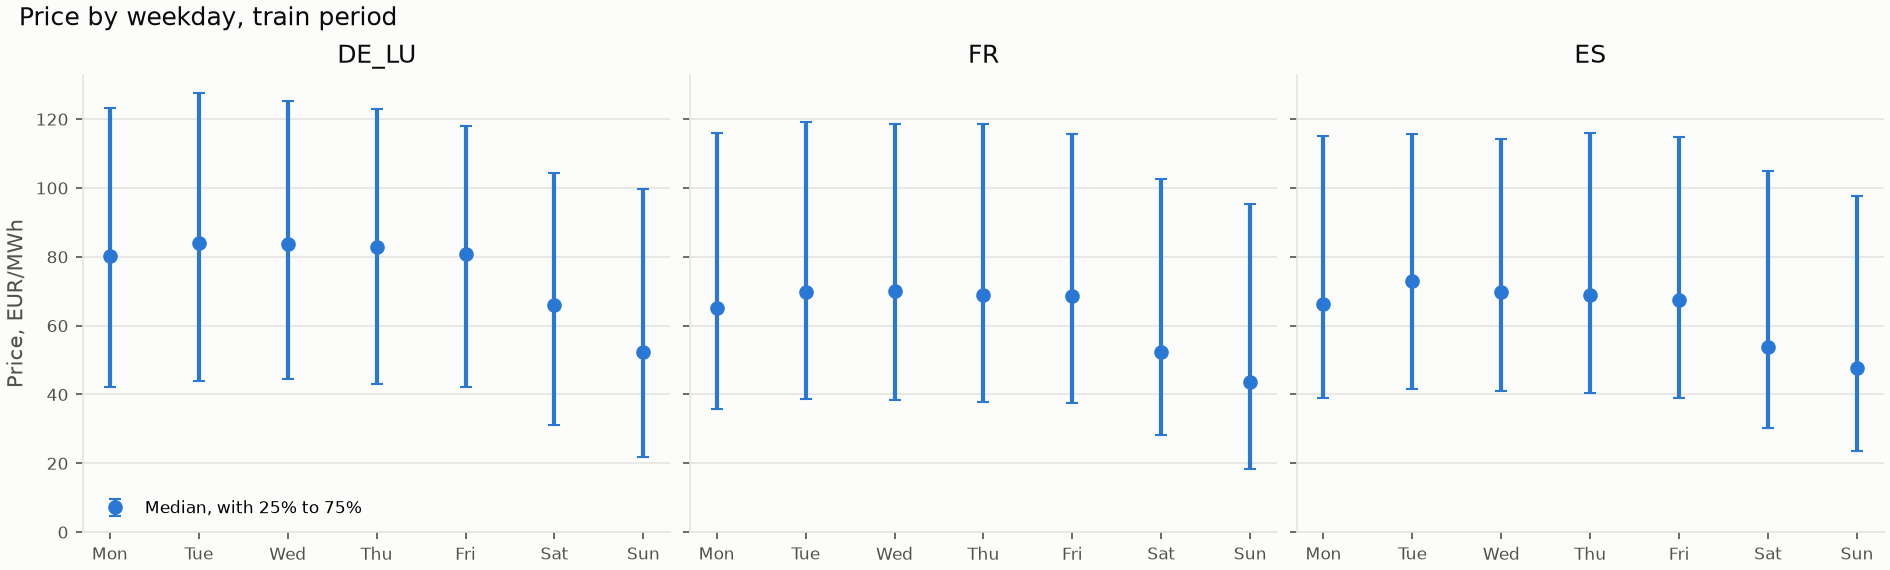 Price by weekday, train period
DE_LU
FR
ES
Price, EUR/MWh
120
100
80
60
40
20
0
Median, with 25% to 75%
Mon Tue Wed Thu Fri Sat Sun
Mon Tue Wed Thu Fri Sat Sun
Mon Tue Wed Thu Fri Sat Sun